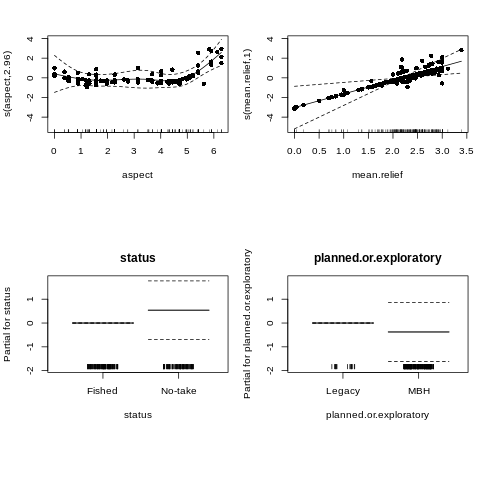 s(aspect,2.96)
4
2
0
-2
-4
0 1 2 3 4 5 6
aspect
s(mean.relief,1)
4
2
0
-2
-4
0.0 0.5 1.0 1.5 2.0 2.5 3.0 3.5
mean.relief
status
Partial for status
1
0
-1
-2
Fished No-take
status
planned.or.exploratory
Partial for planned.or.exploratory
1
0
-1
-2
Legacy MBH
planned.or.exploratory